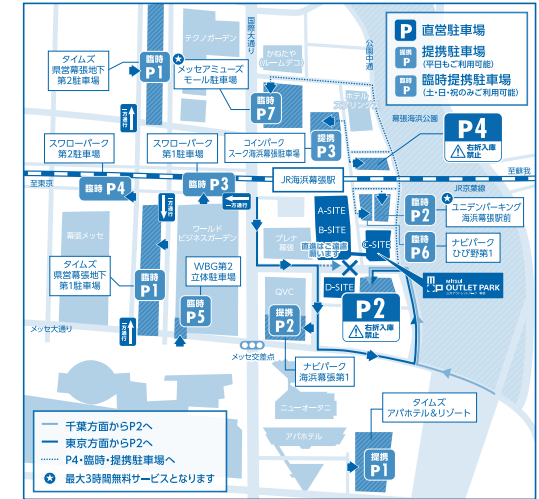 P 直営駐車場
提携 P 提携駐車場
(平日もご利用可能)
臨時 P 臨時提携駐車場
(土・日・祝のみご利用可能)
タイムズ
県営幕張地下
第2駐車場
臨時
P1
テクノガーデン
国際大通り
かねたや
(ルームデコ)
公園中通
メッセアミューズ
モール駐車場
臨時
P7
ホテル
スプリングス
幕張海浜公園
一方通行
スワローパーク
第2駐車場
スワローパーク
第1駐車場
コインパーク
スーク海浜幕張駐車場
提携
P3
P4
右折入庫
禁止
至東京
臨時 P4
臨時 P3
JR海浜幕張駅
至蘇我
JR京葉線
一方通行
一方通行
臨時
P2
ユニデンパーキング
海浜幕張駅前
臨時
P6
ナビパーク
ひび野第1
幕張メッセ
ワールド
ビジネスガーデン
プレナ
幕張
A-SITE
B-SITE
C-SITE
直進はご遠慮
願います
D-SITE
タイムズ
県営幕張地下
第1駐車場
臨時
P1
WBG第2
立体駐車場
臨時
P5
QVC
提携
P2
P2
右折入庫
禁止
MITSUI
OUTLET PARK
メッセ大通り
一方通行
メッセ交差点
ナビパーク
海浜幕張第1
ニューオータニ
アパホテル
タイムズ
アパホテル&リゾート
提携
P1
千葉方面からP2へ
東京方面からP2へ
P4・臨時・提携駐車場へ
最大3時間無料サービスとなります